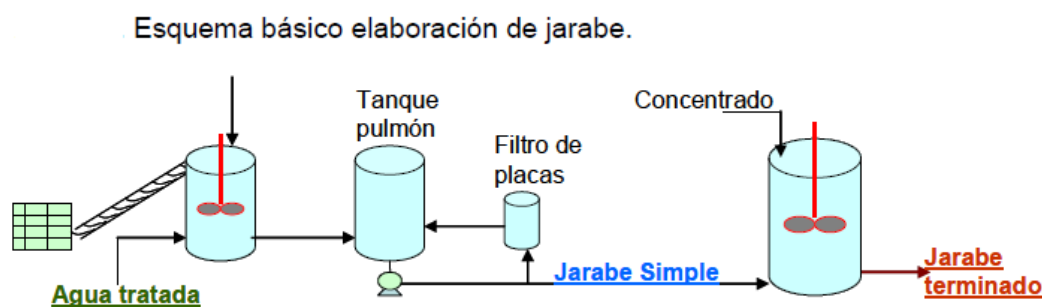 Esquema básico elaboración de jarabe.
Tanque
pulmón
Concentrado
Filtro de
placas
Jarabe Simple
Jarabe
terminado
Agua tratada